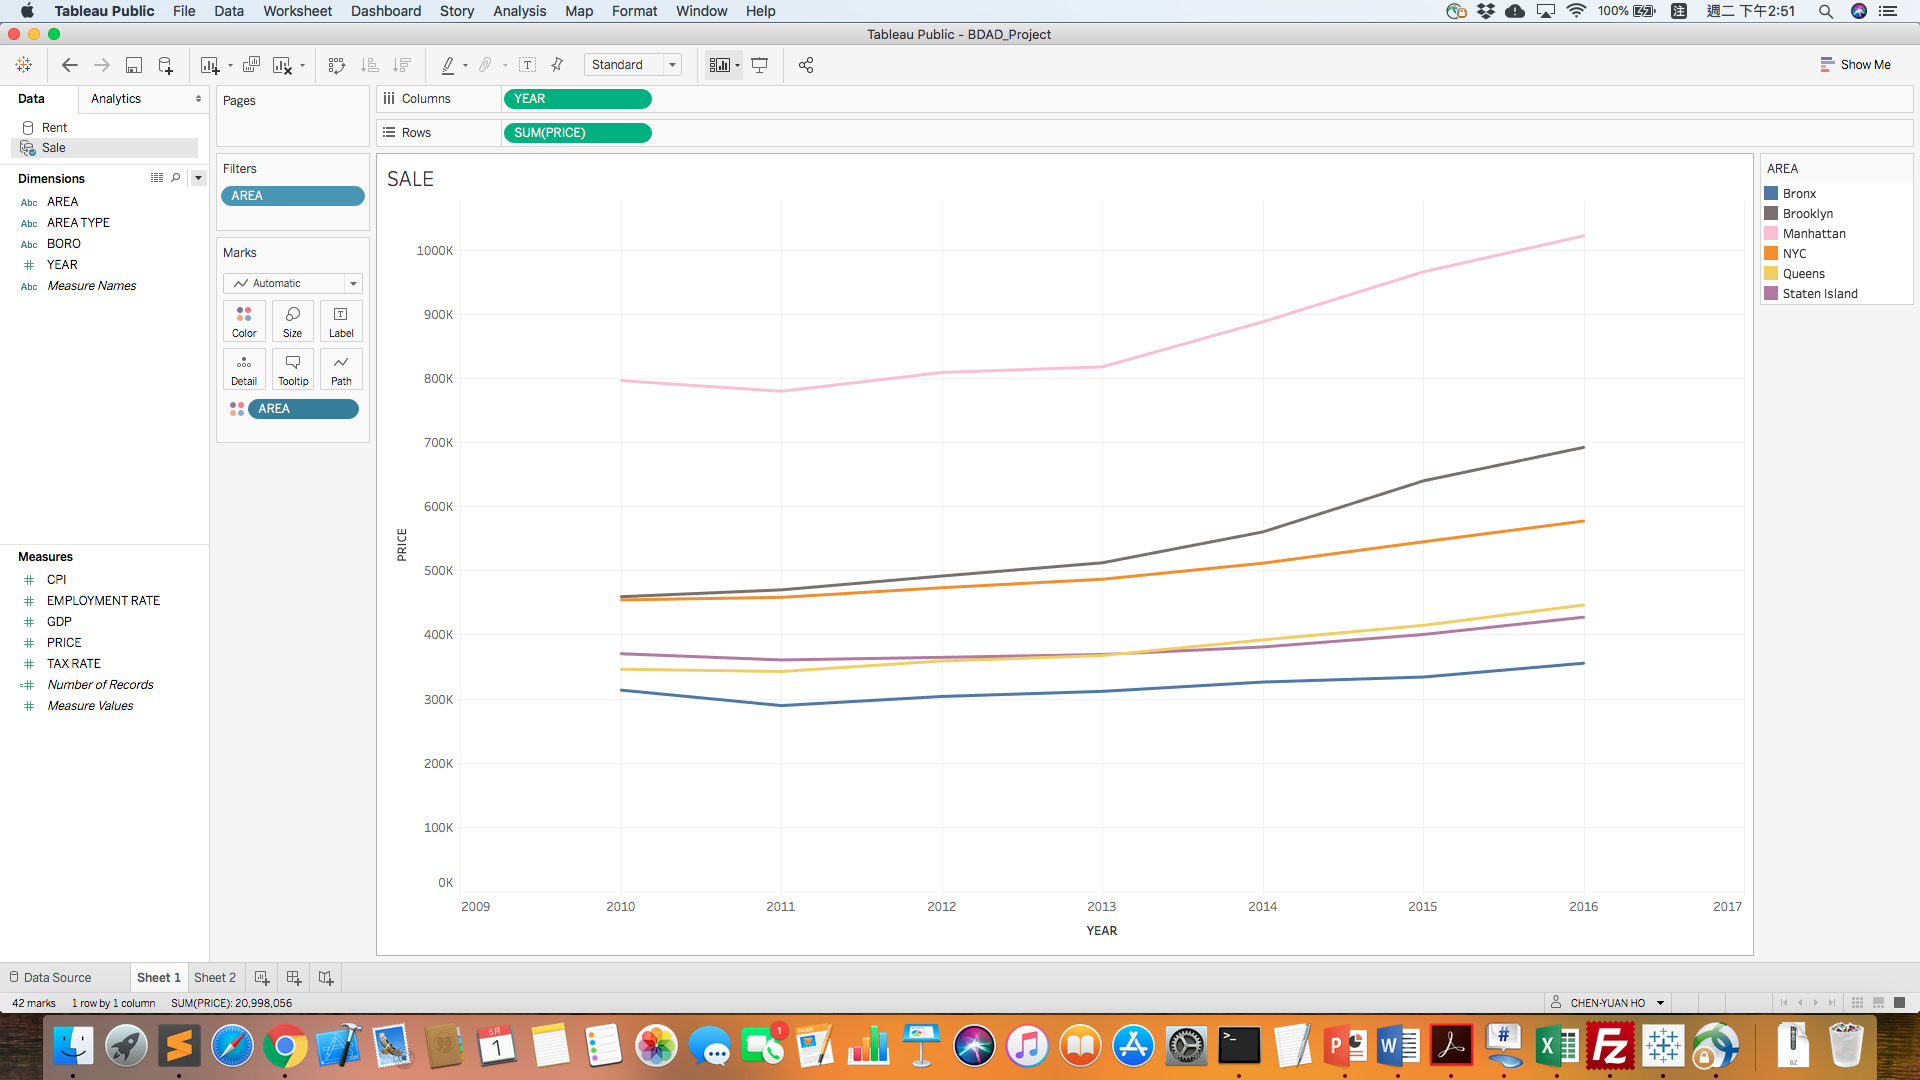 Tableau Public File Data Worksheet Dashboard Story Analysis Map Format Window Help 100% 注 週二 下午2:51
Tableau Public - BDAD_Project
Standard Show Me
Data Analytics
Rent
Sale
Dimensions
Abc AREA
Abc AREA TYPE
Abc BORO
# YEAR
Abc Measure Names
Measures
# CPI
# EMPLOYMENT RATE
# GDP
# PRICE
# TAX RATE
=# Number of Records
# Measure Values
Pages
Filters
AREA
Marks
Automatic
Color Size Label
Detail Tooltip Path
AREA
Columns YEAR
Rows SUM(PRICE)
SALE
1000K
900K
800K
700K
600K
500K
400K
300K
200K
100K
0K
PRICE
2009 2010 2011 2012 2013 2014 2015 2016 2017
YEAR
AREA
Bronx
Brooklyn
Manhattan
NYC
Queens
Staten Island
Data Source Sheet 1 Sheet 2
42 marks 1 row by 1 column SUM(PRICE): 20,998,056 CHEN-YUAN HO
5月
1
1